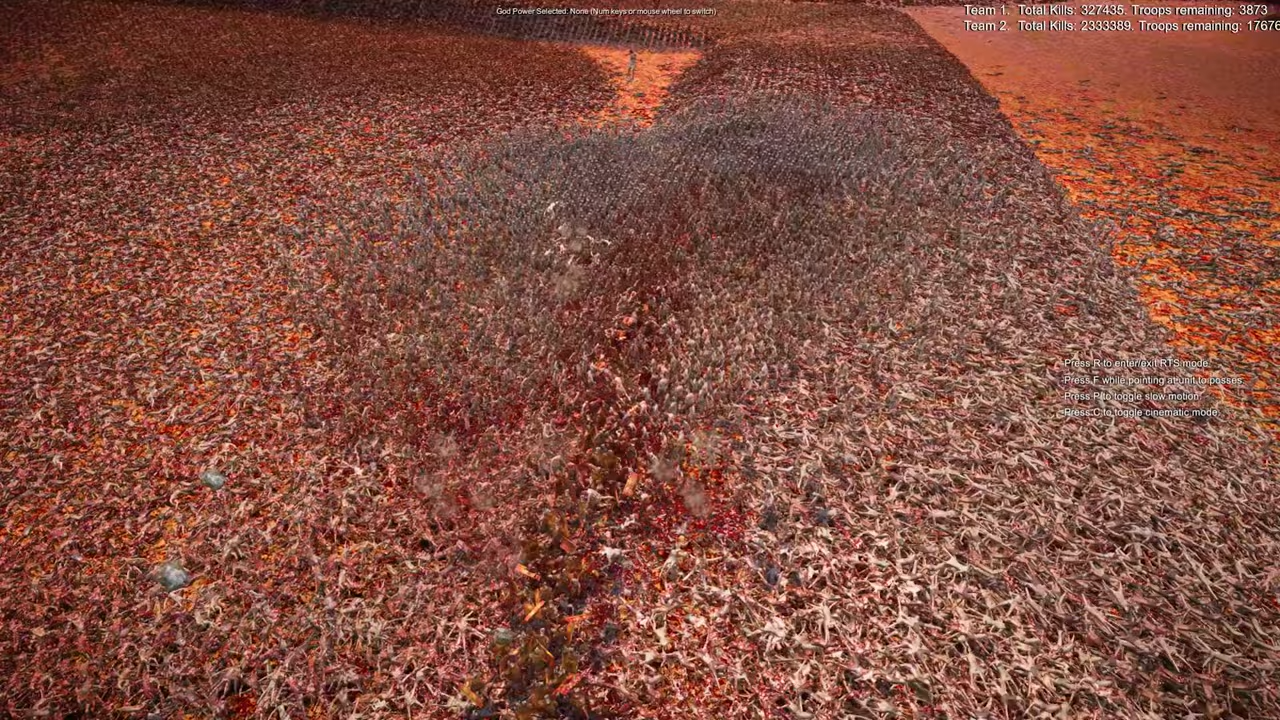 God Power Selected: None (Num keys or mouse wheel to switch)
Team 1. Total Kills: 327435. Troops remaining: 3873
Team 2. Total Kills: 2333389. Troops remaining: 17676
Press R to enter/exit RTS mode.
Press F while pointing at unit to posses.
Press P to toggle slow motion.
Press C to toggle cinematic mode.